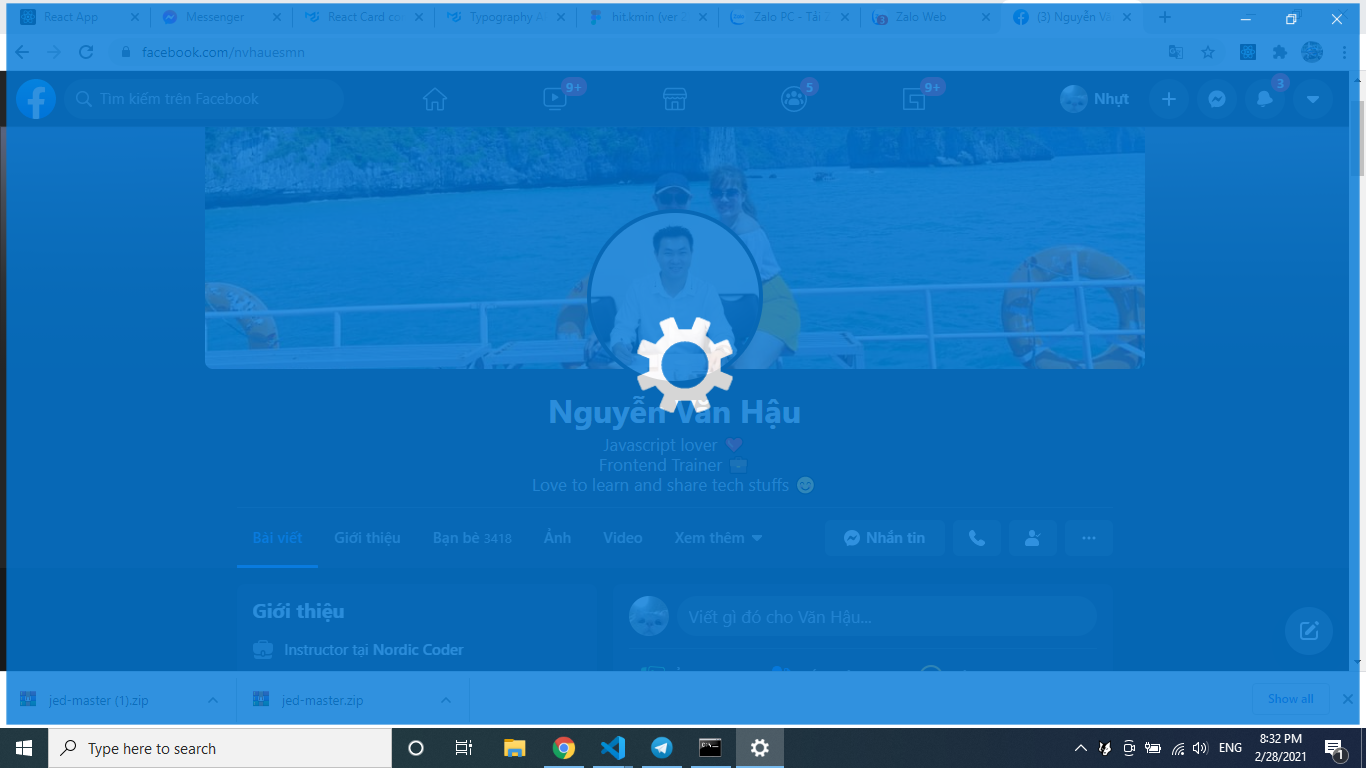 React App
Messenger
React Card co
Typography
hit.kmin (ver 2
Zalo PC - Tải
3
Zalo Web
(3) Nguyễn Vă
facebook.com/nvhauesmn
Tìm kiếm trên Facebook
9+
5
9+
Nhựt
3
Nguyễn Văn Hậu
Javascript lover
Frontend Trainer
Love to learn and share tech stuffs
Bài viết
Giới thiệu
Bạn bè 3418
Ảnh
Video
Xem thêm
Nhắn tin
Giới thiệu
Viết gì đó cho Văn Hậu...
Instructor tại Nordic Coder
jed-master (1).zip
jed-master.zip
Show all
Type here to search
ENG
8:32 PM
2/28/2021
1